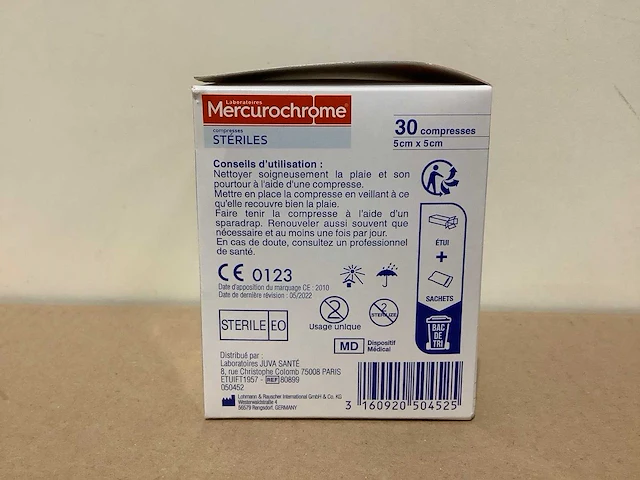 Laboratoires
Mercurochrome®
compresses
STÉRILES
30 compresses
5cm x 5cm
Conseils d'utilisation :
Nettoyer soigneusement la plaie et son
pourtour à l'aide d'une compresse.
Mettre en place la compresse en veillant à ce
qu'elle recouvre bien la plaie.
Faire tenir la compresse à l'aide d'un
sparadrap. Renouveler aussi souvent que
nécessaire et au moins une fois par jour.
En cas de doute, consultez un professionnel
de santé.
CE 0123
Date d'apposition du marquage CE : 2010
Date de dernière révision : 05/2022
STERILE EO
2
Usage unique
2
STERILIZE
MD Dispositif
Médical
ÉTUI
+
SACHETS
BAC
DE
TRI
Distribué par :
Laboratoires JUVA SANTÉ
8, rue Christophe Colomb 75008 PARIS
ETUIFT1957 - REF 80899
050452
Lohmann & Rauscher International GmbH & Co. KG
Westerwaldstraße 4
56579 Rengsdorf, GERMANY
3 160920 504525